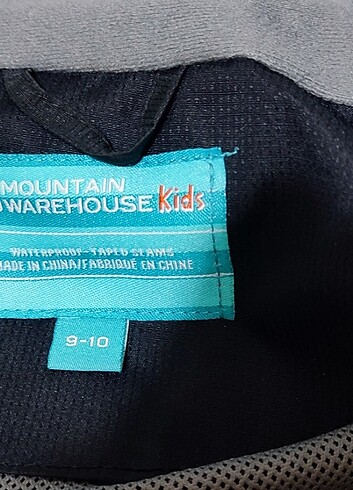 MOUNTAIN
WAREHOUSE Kids
WATERPROOF - TAPED SEAMS
MADE IN CHINA/FABRIQUÉ EN CHINE
9-10